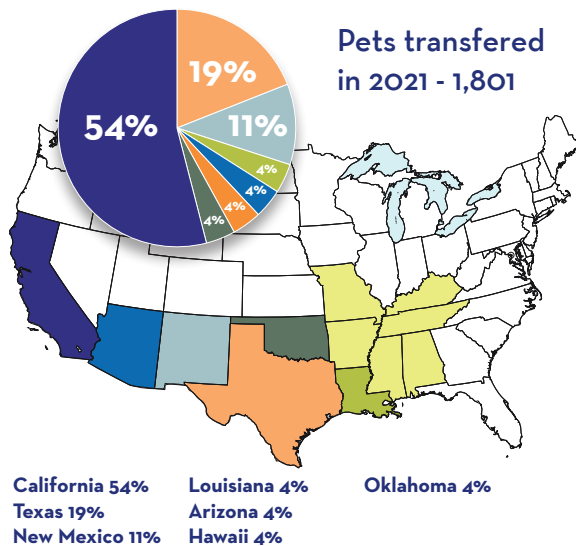 Pets transfered
in 2021 - 1,801
19%
54%
11%
4%
4%
4%
4%
California 54%
Texas 19%
New Mexico 11%
Louisiana 4%
Arizona 4%
Hawaii 4%
Oklahoma 4%